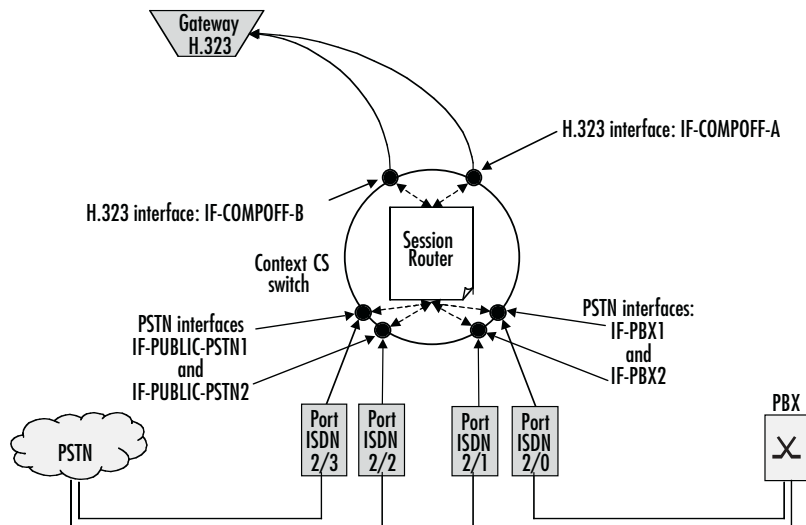 Gateway
H.323
H.323 interface: IF-COMPOFF-A
H.323 interface: IF-COMPOFF-B
Session
Router
Context CS
switch
PSTN interfaces
IF-PUBLIC-PSTN1
and
IF-PUBLIC-PSTN2
PSTN interfaces:
IF-PBX1
and
IF-PBX2
PSTN
Port
ISDN
2/3
Port
ISDN
2/2
Port
ISDN
2/1
Port
ISDN
2/0
PBX